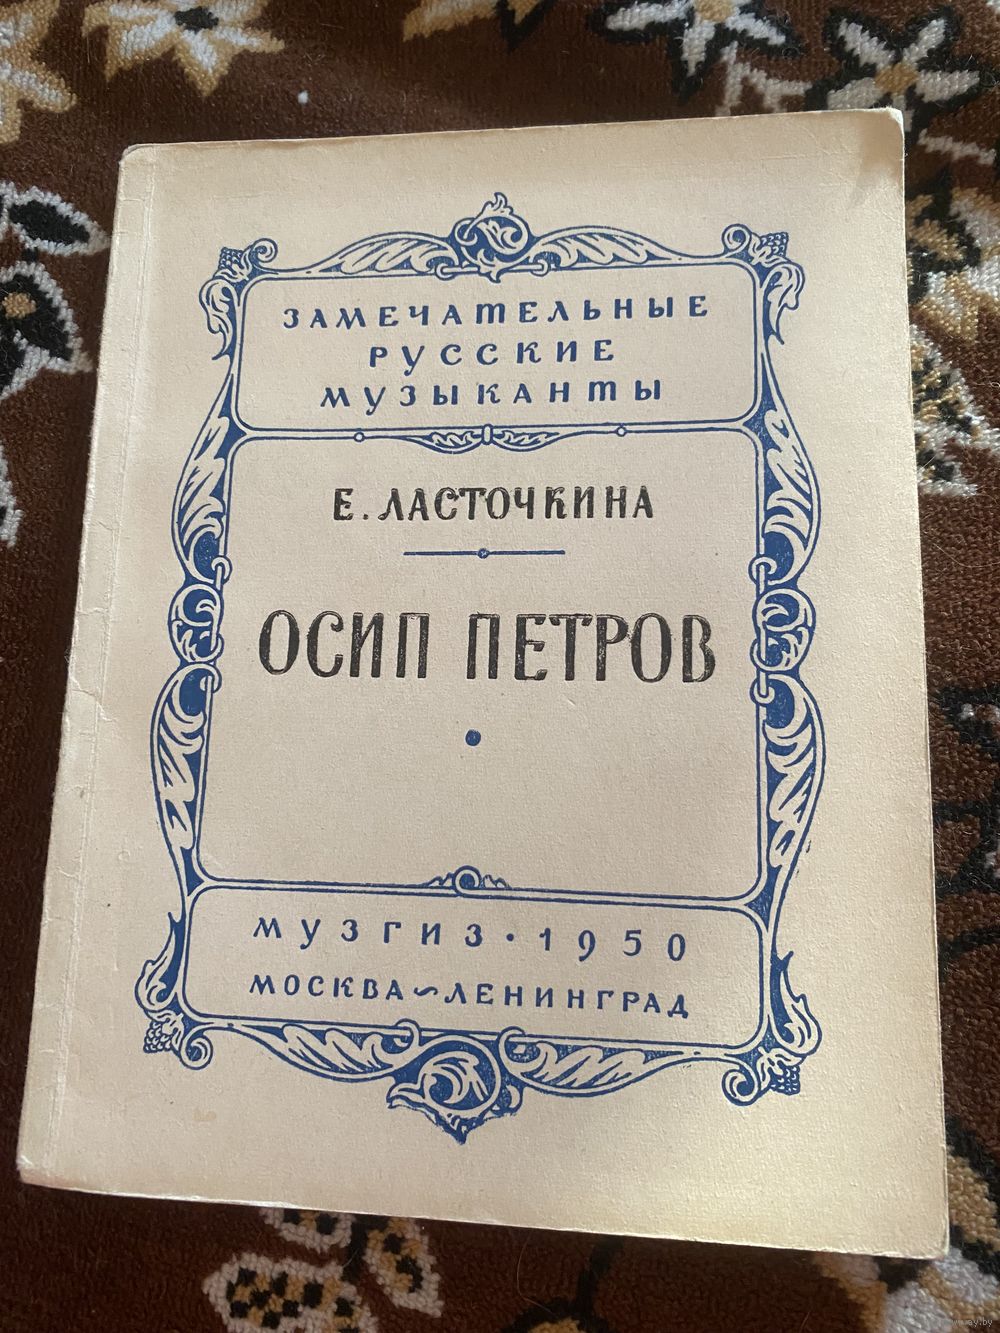 ЗАМЕЧАТЕЛЬНЫЕ
РУССКИЕ
МУЗЫКАНТЫ
Е. ЛАСТОЧКИНА
ОСИП ПЕТРОВ
МУЗГИЗ • 1950
МОСКВА ~ ЛЕНИНГРАД